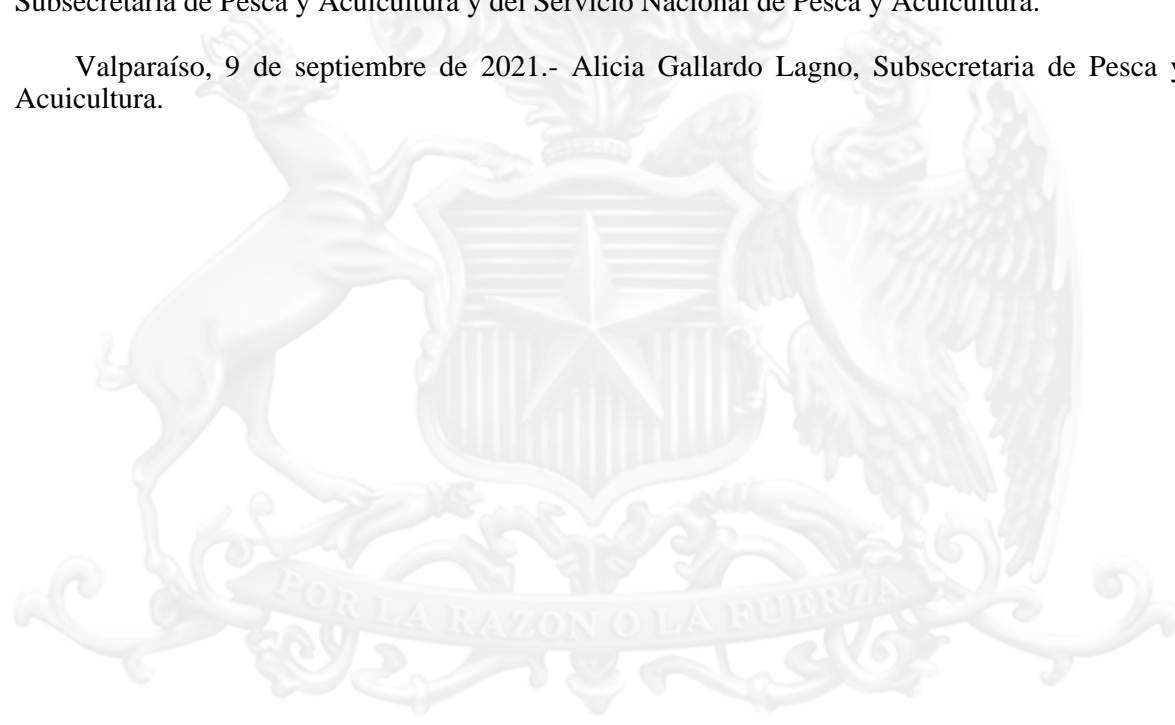 Subsecretaría de Pesca y Acuicultura y del Servicio Nacional de Pesca y Acuicultura.
Valparaíso, 9 de septiembre de 2021.- Alicia Gallardo Lagno, Subsecretaria de Pesca y
Acuicultura.
POR LA RAZON O LA FUERZA